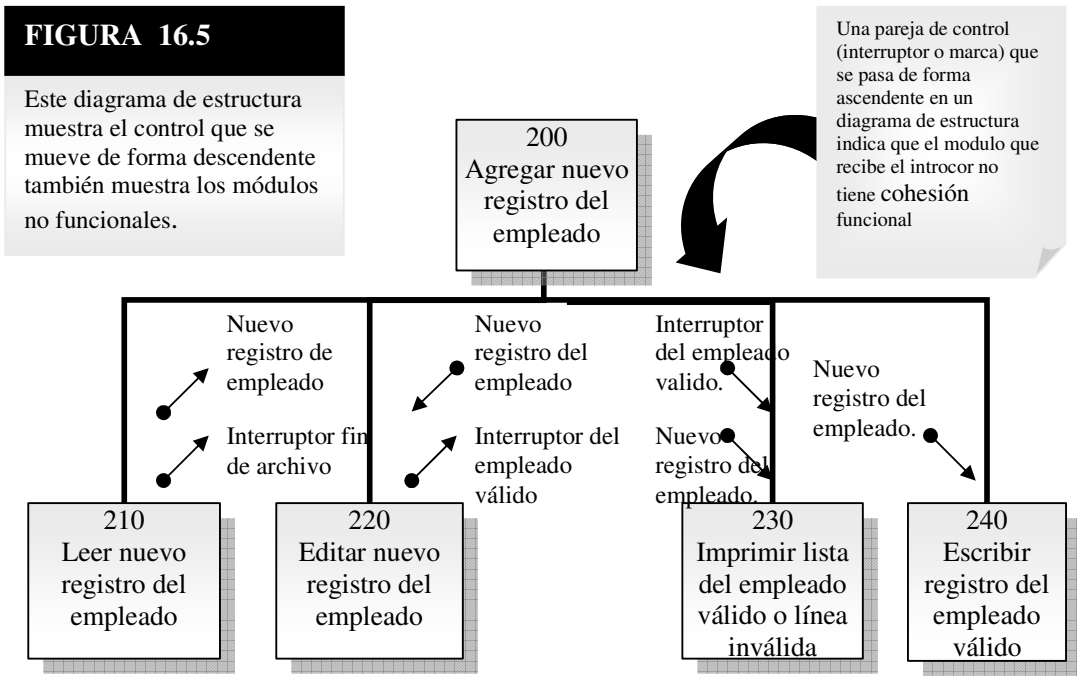 FIGURA 16.5
Este diagrama de estructura
muestra el control que se
mueve de forma descendente
también muestra los módulos
no funcionales.
Una pareja de control
(interruptor o marca) que
se pasa de forma
ascendente en un
diagrama de estructura
indica que el modulo que
recibe el introcor no
tiene cohesión
funcional
200
Agregar nuevo
registro del
empleado
Nuevo
registro de
empleado
Interruptor fin
de archivo
Nuevo
registro del
empleado
Interruptor del
empleado
válido
Interruptor
del empleado
valido.
Nuevo
registro del
empleado.
Nuevo
registro del
empleado.
210
Leer nuevo
registro del
empleado
220
Editar nuevo
registro del
empleado
230
Imprimir lista
del empleado
válido o línea
inválida
240
Escribir
registro del
empleado
válido